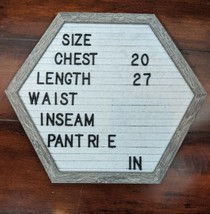 SIZE
CHEST 20
LENGTH 27
WAIST
INSEAM
PANT RI E
IN